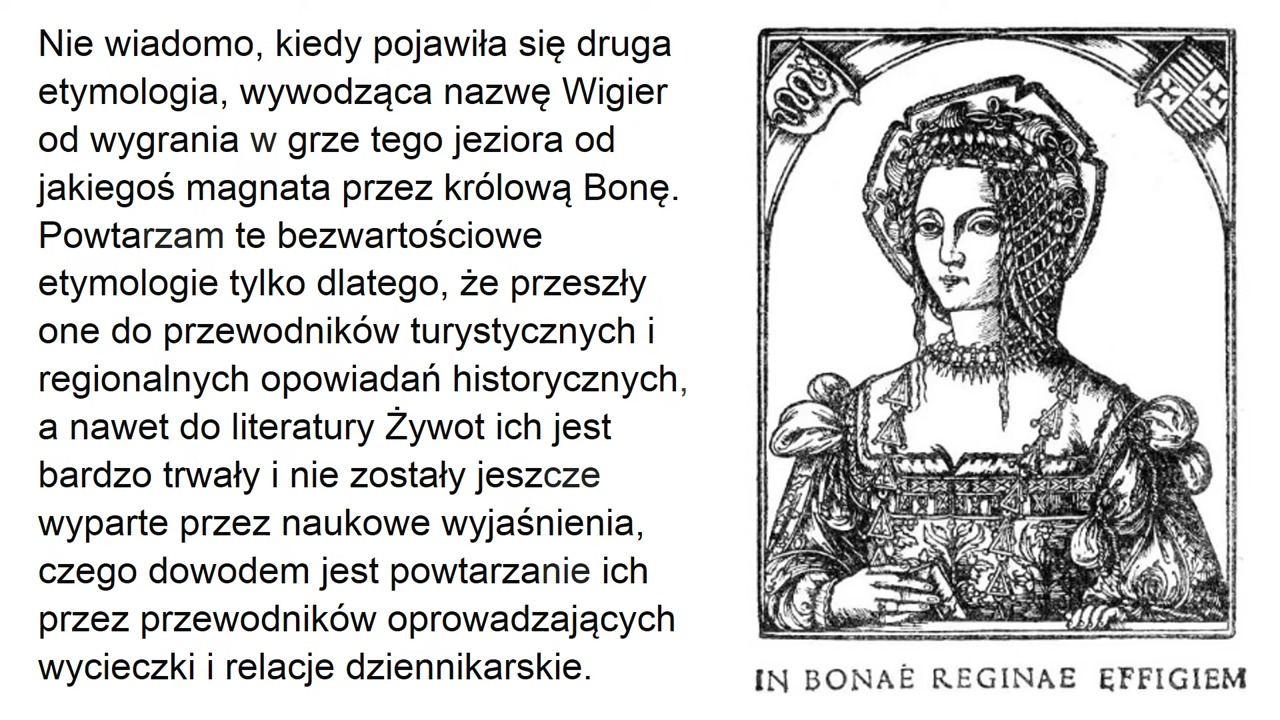 Nie wiadomo, kiedy pojawiła się druga
etymologia, wywodząca nazwę Wigier
od wygrania w grze tego jeziora od
jakiegoś magnata przez królową Bonę.
Powtarzam te bezwartościowe
etymologie tylko dlatego, że przeszły
one do przewodników turystycznych i
regionalnych opowiadań historycznych,
a nawet do literatury Żywot ich jest
bardzo trwały i nie zostały jeszcze
wyparte przez naukowe wyjaśnienia,
czego dowodem jest powtarzanie ich
przez przewodników oprowadzających
wycieczki i relacje dziennikarskie.
IN BONAE REGINAE EFFIGIEM